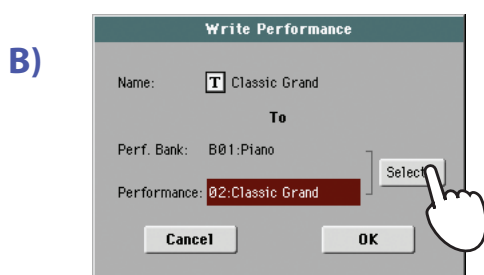 Write Performance
B)
Name: T Classic Grand
To
Perf. Bank: B01:Piano
Select
Performance: 02:Classic Grand
Cancel OK